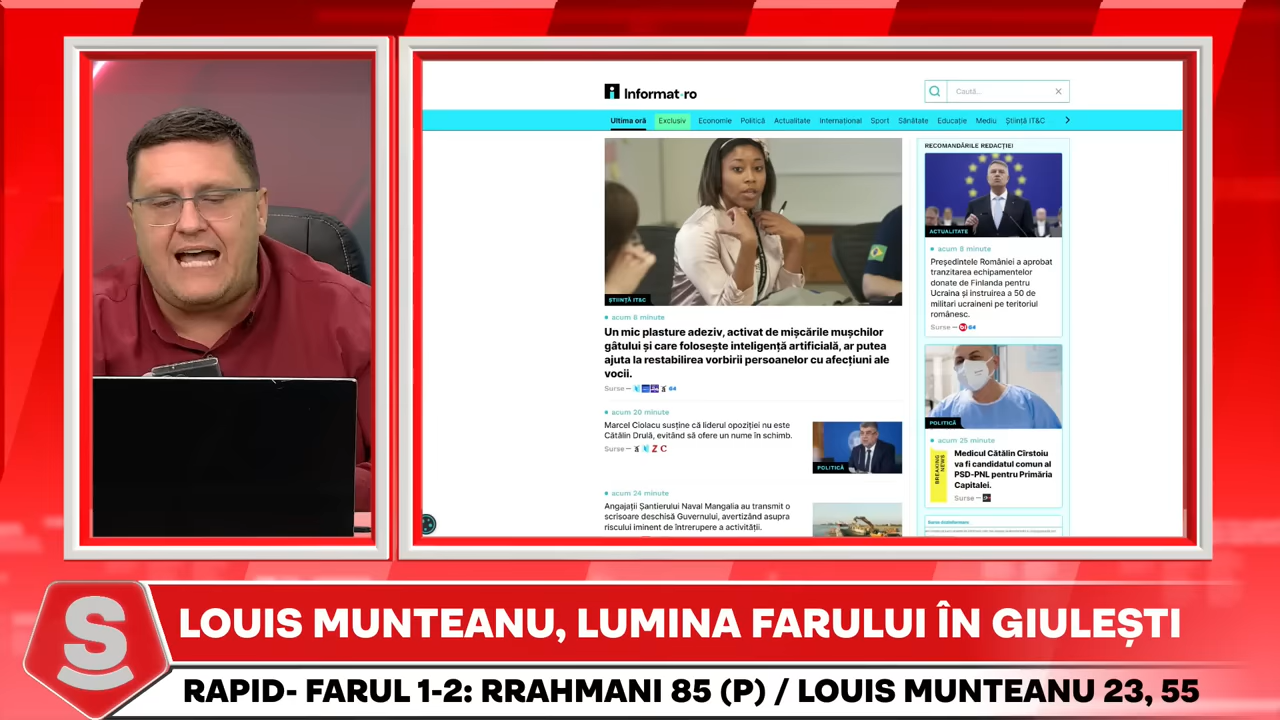 Informat.ro
Caută...
Ultima oră
Exclusiv
Economie
Politică
Actualitate
Internațional
Sport
Sănătate
Educație
Mediu
Știință IT&C
ȘTIINȚĂ IT&C
acum 6 minute
Un mic plasture adeziv, activat de mișcările mușchilor
gâtului și care folosește inteligență artificială, ar putea
ajuta la restabilirea vorbirii persoanelor cu afecțiuni ale
vocii.
Surse —
acum 20 minute
Marcel Ciolacu susține că liderul opoziției nu este
Cătălin Drulă, evitând să ofere un nume în schimb.
Surse —
POLITICĂ
acum 24 minute
Angajații Șantierului Naval Mangalia au transmit o
scrisoare deschisă Guvernului, avertizând asupra
riscului iminent de întrerupere a activității.
RECOMANDĂRILE REDACȚIEI
ACTUALITATE
acum 8 minute
Președintele României a aprobat
tranzitarea echipamentelor
donate de Finlanda pentru
Ucraina și instruirea a 50 de
militari ucraineni pe teritoriul
românesc.
Surse —
POLITICĂ
acum 25 minute
BREAKING
NEWS
Medicul Cătălin Cîrstoiu
va fi candidatul comun al
PSD-PNL pentru Primăria
Capitalei.
Surse —
S
LOUIS MUNTEANU, LUMINA FARULUI ÎN GIULEȘTI
RAPID- FARUL 1-2: RRAHMANI 85 (P) / LOUIS MUNTEANU 23, 55